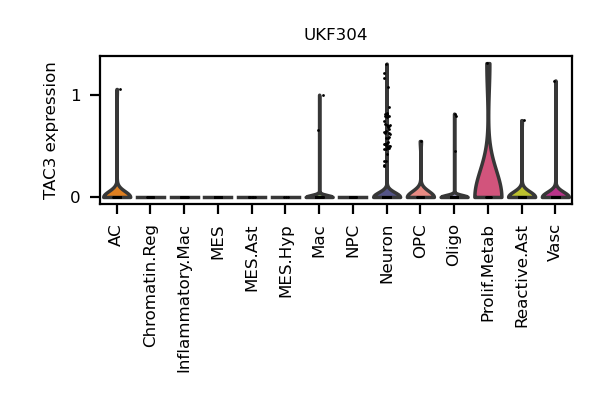 UKF304
TAC3 expression
1
0
AC
Chromatin.Reg
Inflammatory.Mac
MES
MES.Ast
MES.Hyp
Mac
NPC
Neuron
OPC
Oligo
Prolif.Metab
Reactive.Ast
Vasc